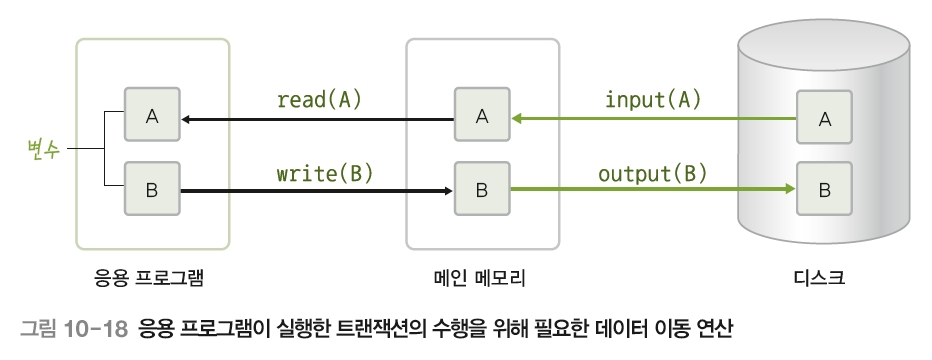 read(A)
input(A)
A
A
A
변수
write(B)
output(B)
B
B
B
응용 프로그램
메인 메모리
디스크
그림 10-18 응용 프로그램이 실행한 트랜잭션의 수행을 위해 필요한 데이터 이동 연산